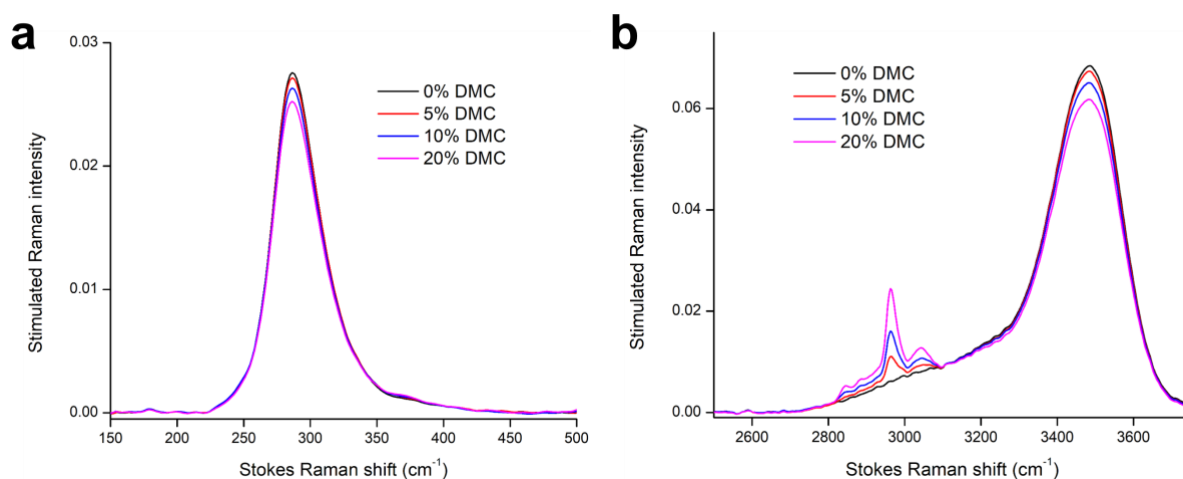 a
Stimulated Raman intensity
0.03
0.02
0.01
0.00
0% DMC
5% DMC
10% DMC
20% DMC
150 200 250 300 350 400 450 500
Stokes Raman shift (cm⁻¹)
b
Stimulated Raman intensity
0.06
0.04
0.02
0.00
0% DMC
5% DMC
10% DMC
20% DMC
2600 2800 3000 3200 3400 3600
Stokes Raman shift (cm⁻¹)